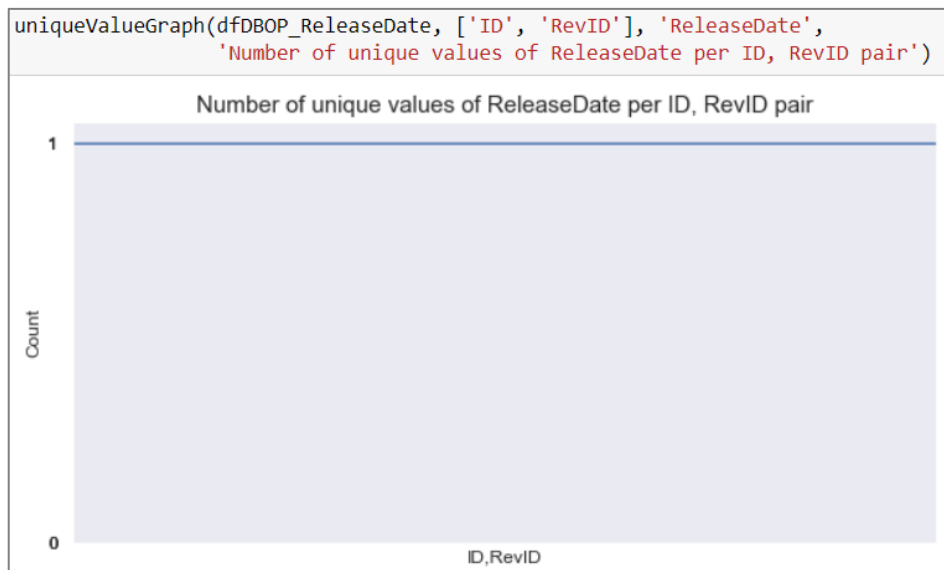 uniqueValueGraph(dfDBOP_ReleaseDate, ['ID', 'RevID'], 'ReleaseDate',
'Number of unique values of ReleaseDate per ID, RevID pair')
Number of unique values of ReleaseDate per ID, RevID pair
1
Count
0
ID,RevID